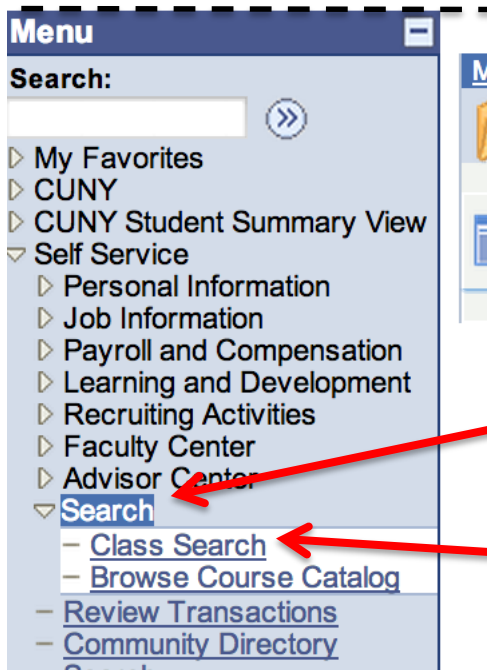 Menu
Search:
My Favorites
CUNY
CUNY Student Summary View
Self Service
Personal Information
Job Information
Payroll and Compensation
Learning and Development
Recruiting Activities
Faculty Center
Advisor Center
Search
Class Search
Browse Course Catalog
Review Transactions
Community Directory